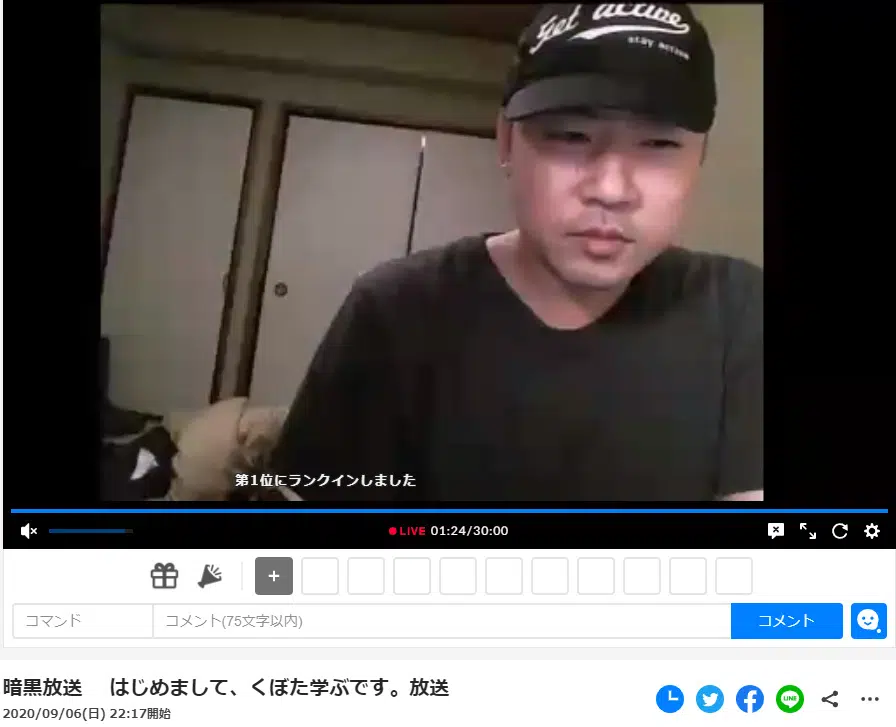 Get active
stay active
第1位にランクインしました
LIVE 01:24/30:00
コマンド
コメント(75文字以内)
コメント
暗黒放送 はじめまして、くぼた学ぶです。放送
2020/09/06(日) 22:17開始
LINE